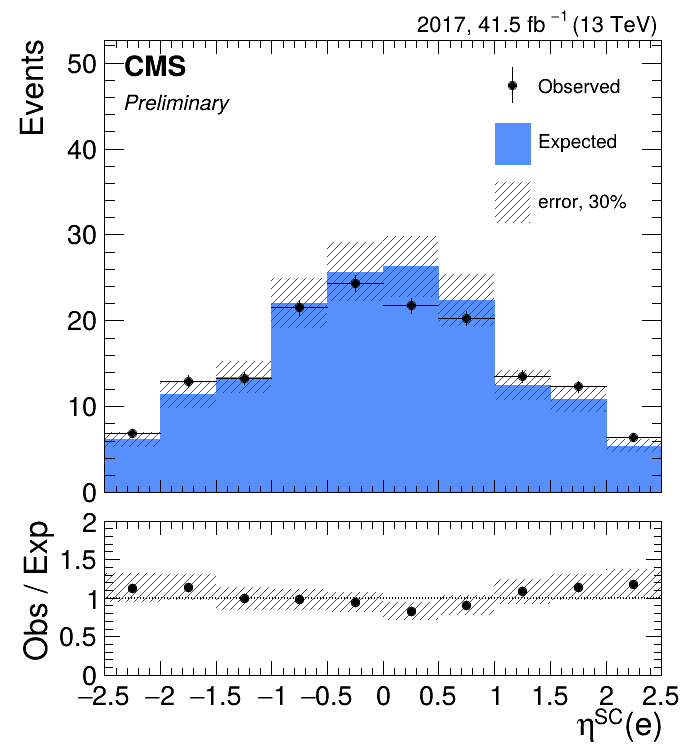 2017, 41.5 fb⁻¹ (13 TeV)
Events
CMS
Preliminary
Observed
Expected
error, 30%
50
40
30
20
10
0
Obs / Exp
2
1.5
1
0.5
0
−2.5 −2 −1.5 −1 −0.5 0 0.5 1 1.5 2 2.5
η^SC(e)